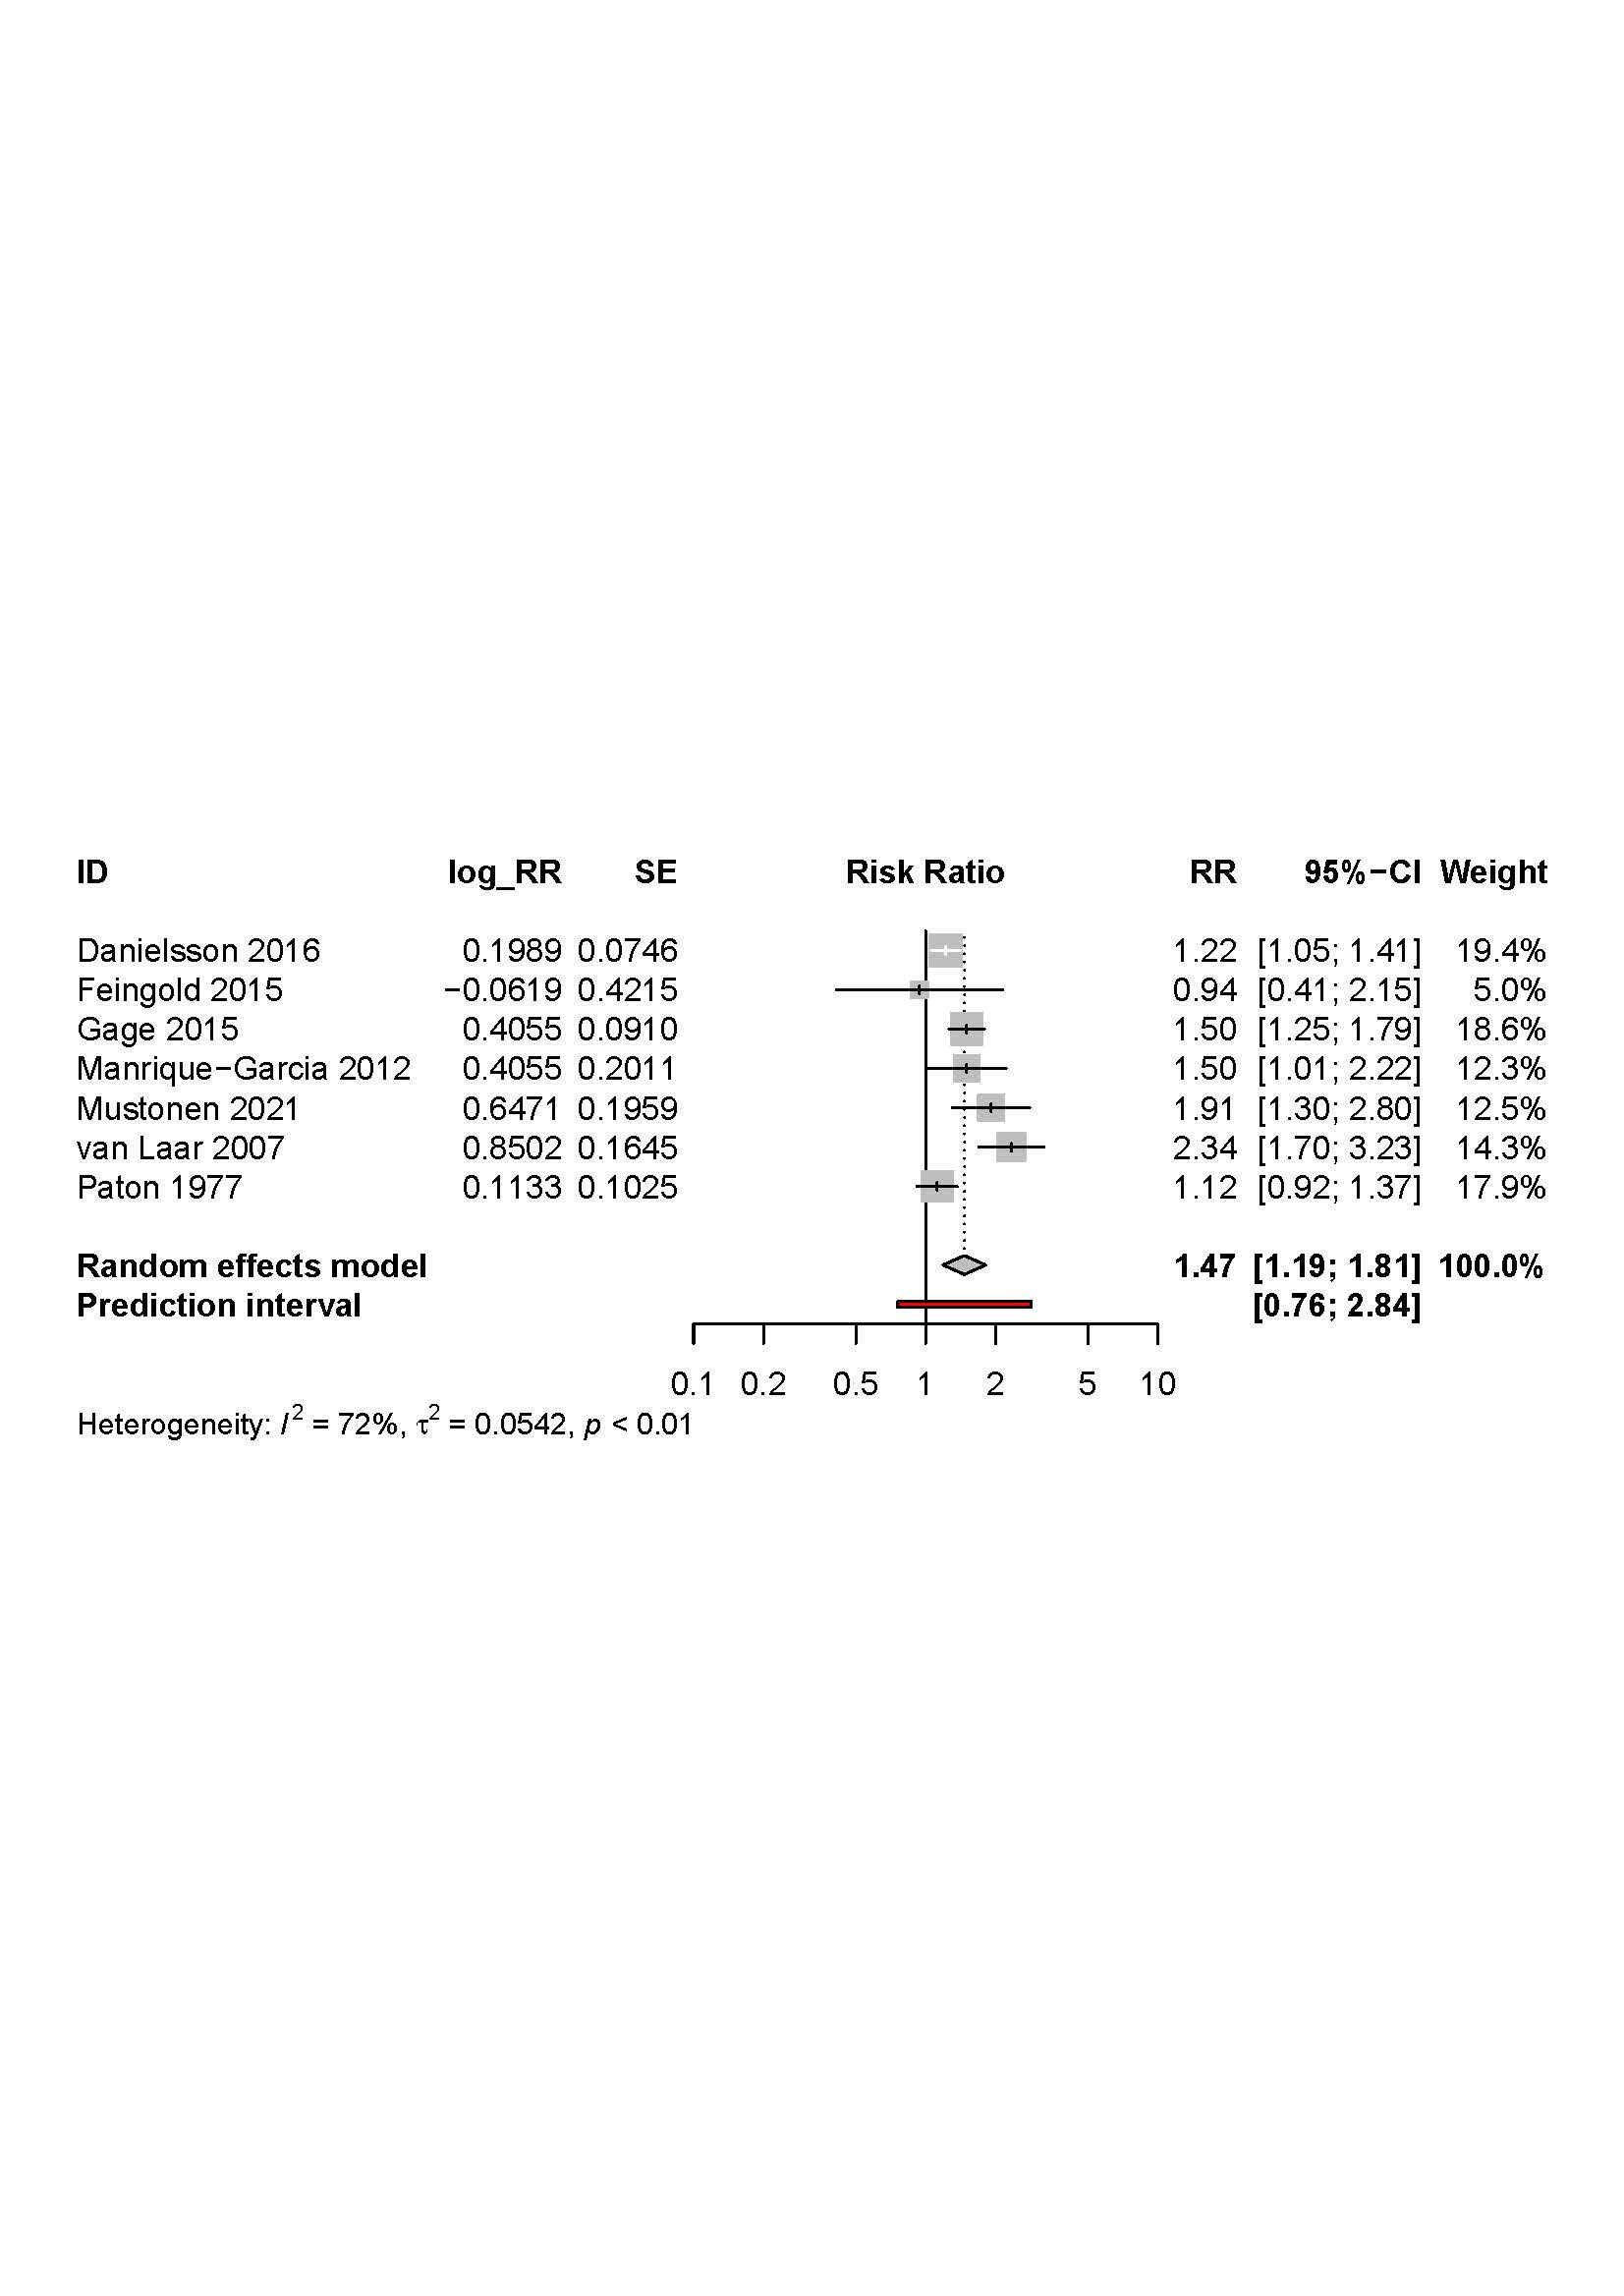 ID log_RR SE Risk Ratio RR 95%−CI Weight
Danielsson 2016 0.1989 0.0746 1.22 [1.05; 1.41] 19.4%
Feingold 2015 −0.0619 0.4215 0.94 [0.41; 2.15] 5.0%
Gage 2015 0.4055 0.0910 1.50 [1.25; 1.79] 18.6%
Manrique−Garcia 2012 0.4055 0.2011 1.50 [1.01; 2.22] 12.3%
Mustonen 2021 0.6471 0.1959 1.91 [1.30; 2.80] 12.5%
van Laar 2007 0.8502 0.1645 2.34 [1.70; 3.23] 14.3%
Paton 1977 0.1133 0.1025 1.12 [0.92; 1.37] 17.9%
Random effects model 1.47 [1.19; 1.81] 100.0%
Prediction interval [0.76; 2.84]
0.1 0.2 0.5 1 2 5 10
Heterogeneity: I² = 72%, τ² = 0.0542, p < 0.01